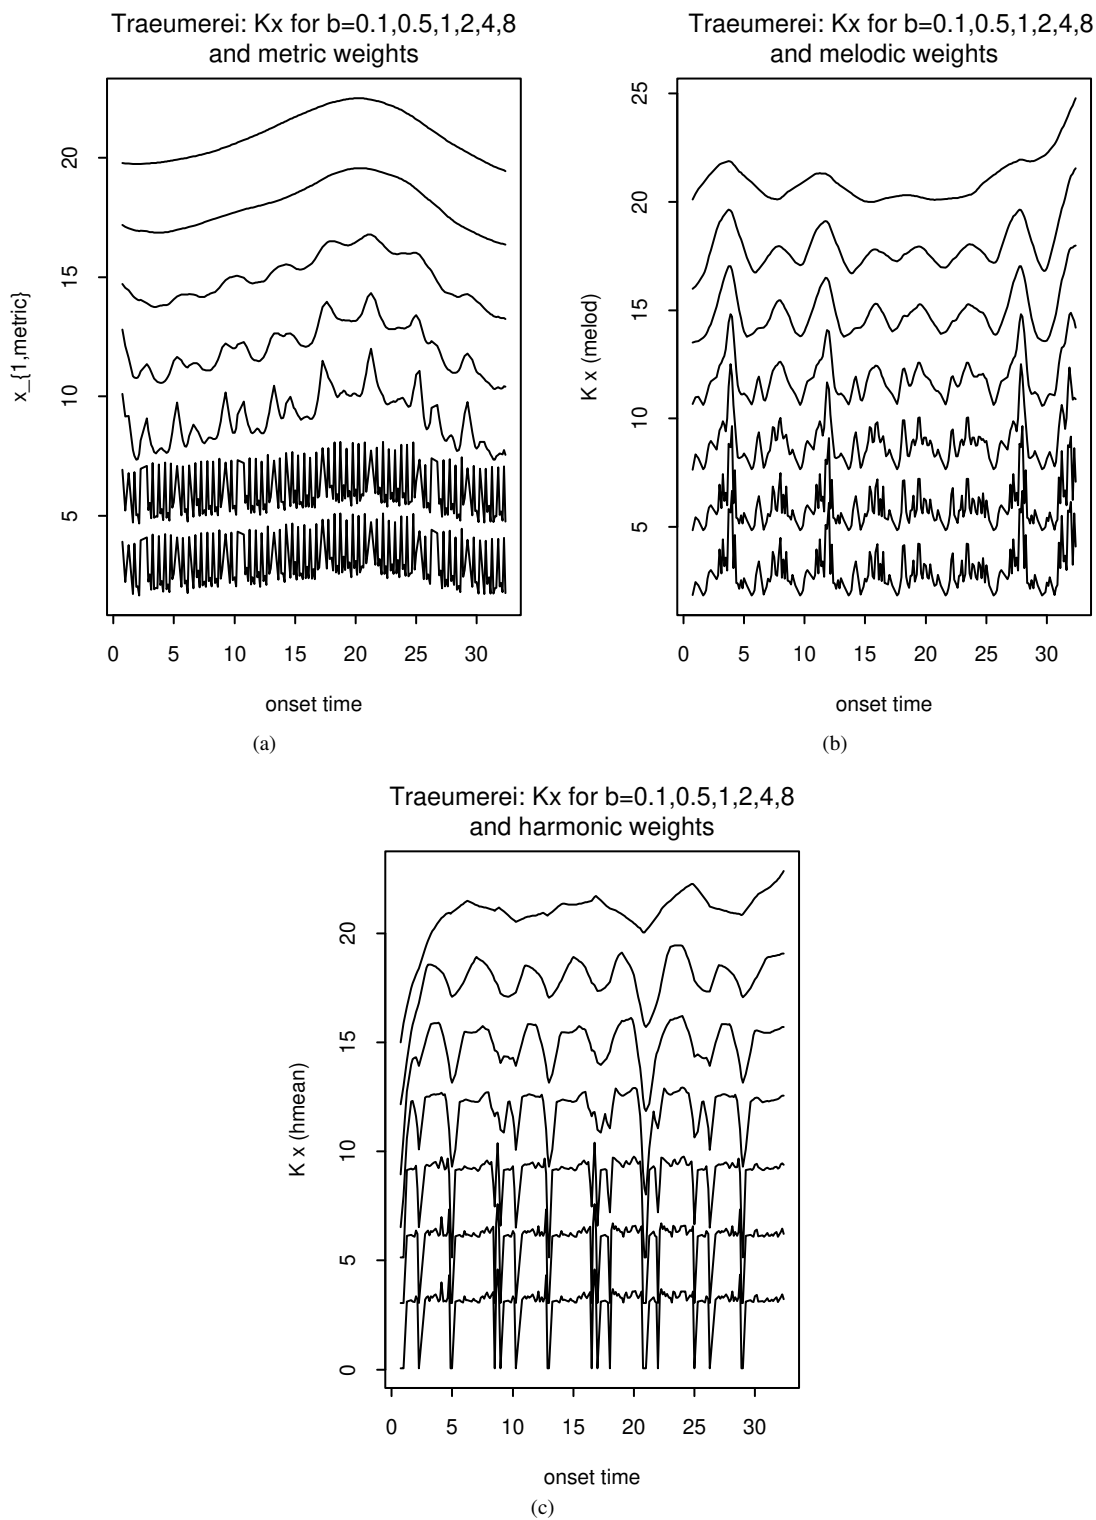 Traeumerei: Kx for b=0.1,0.5,1,2,4,8
and metric weights
x_{1,metric}
20
15
10
5
0 5 10 15 20 25 30
onset time
(a)
Traeumerei: Kx for b=0.1,0.5,1,2,4,8
and melodic weights
K x (melod)
25
20
15
10
5
0 5 10 15 20 25 30
onset time
(b)
Traeumerei: Kx for b=0.1,0.5,1,2,4,8
and harmonic weights
K x (hmean)
20
15
10
5
0
0 5 10 15 20 25 30
onset time
(c)